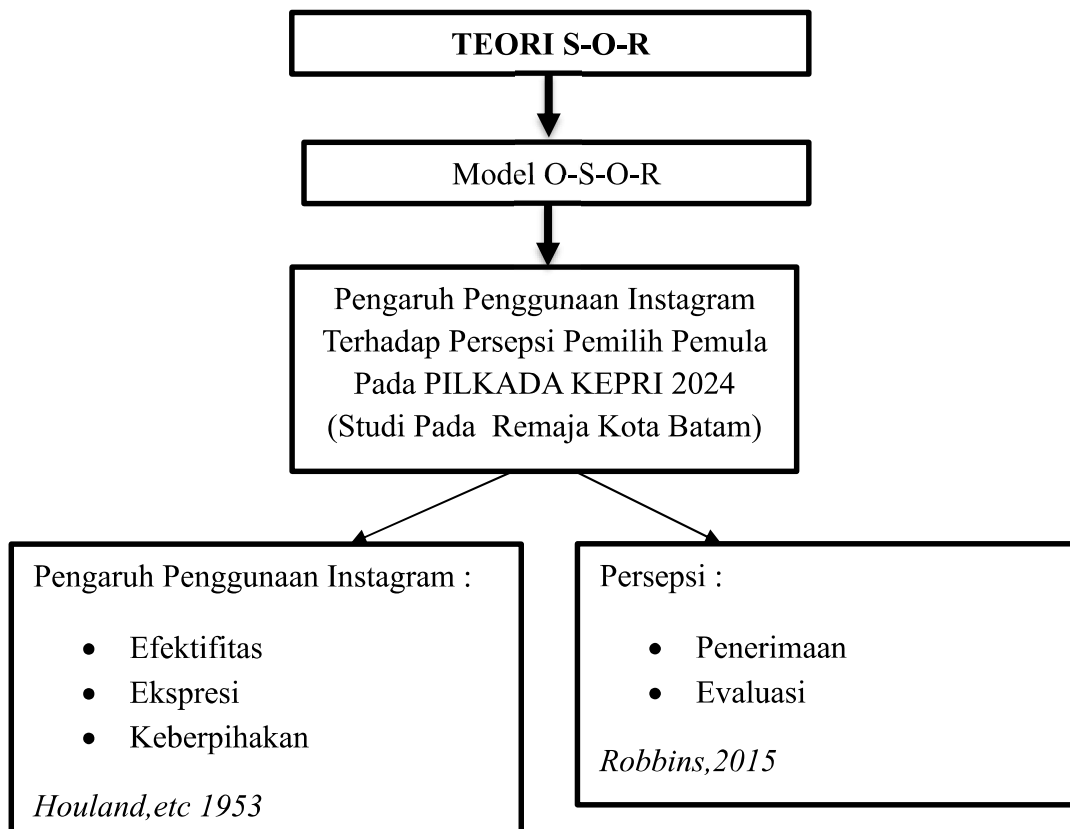 TEORI S-O-R
Model O-S-O-R
Pengaruh Penggunaan Instagram
Terhadap Persepsi Pemilih Pemula
Pada PILKADA KEPRI 2024
(Studi Pada Remaja Kota Batam)
Pengaruh Penggunaan Instagram :
• Efektifitas
• Ekspresi
• Keberpihakan
Houland,etc 1953
Persepsi :
• Penerimaan
• Evaluasi
Robbins,2015